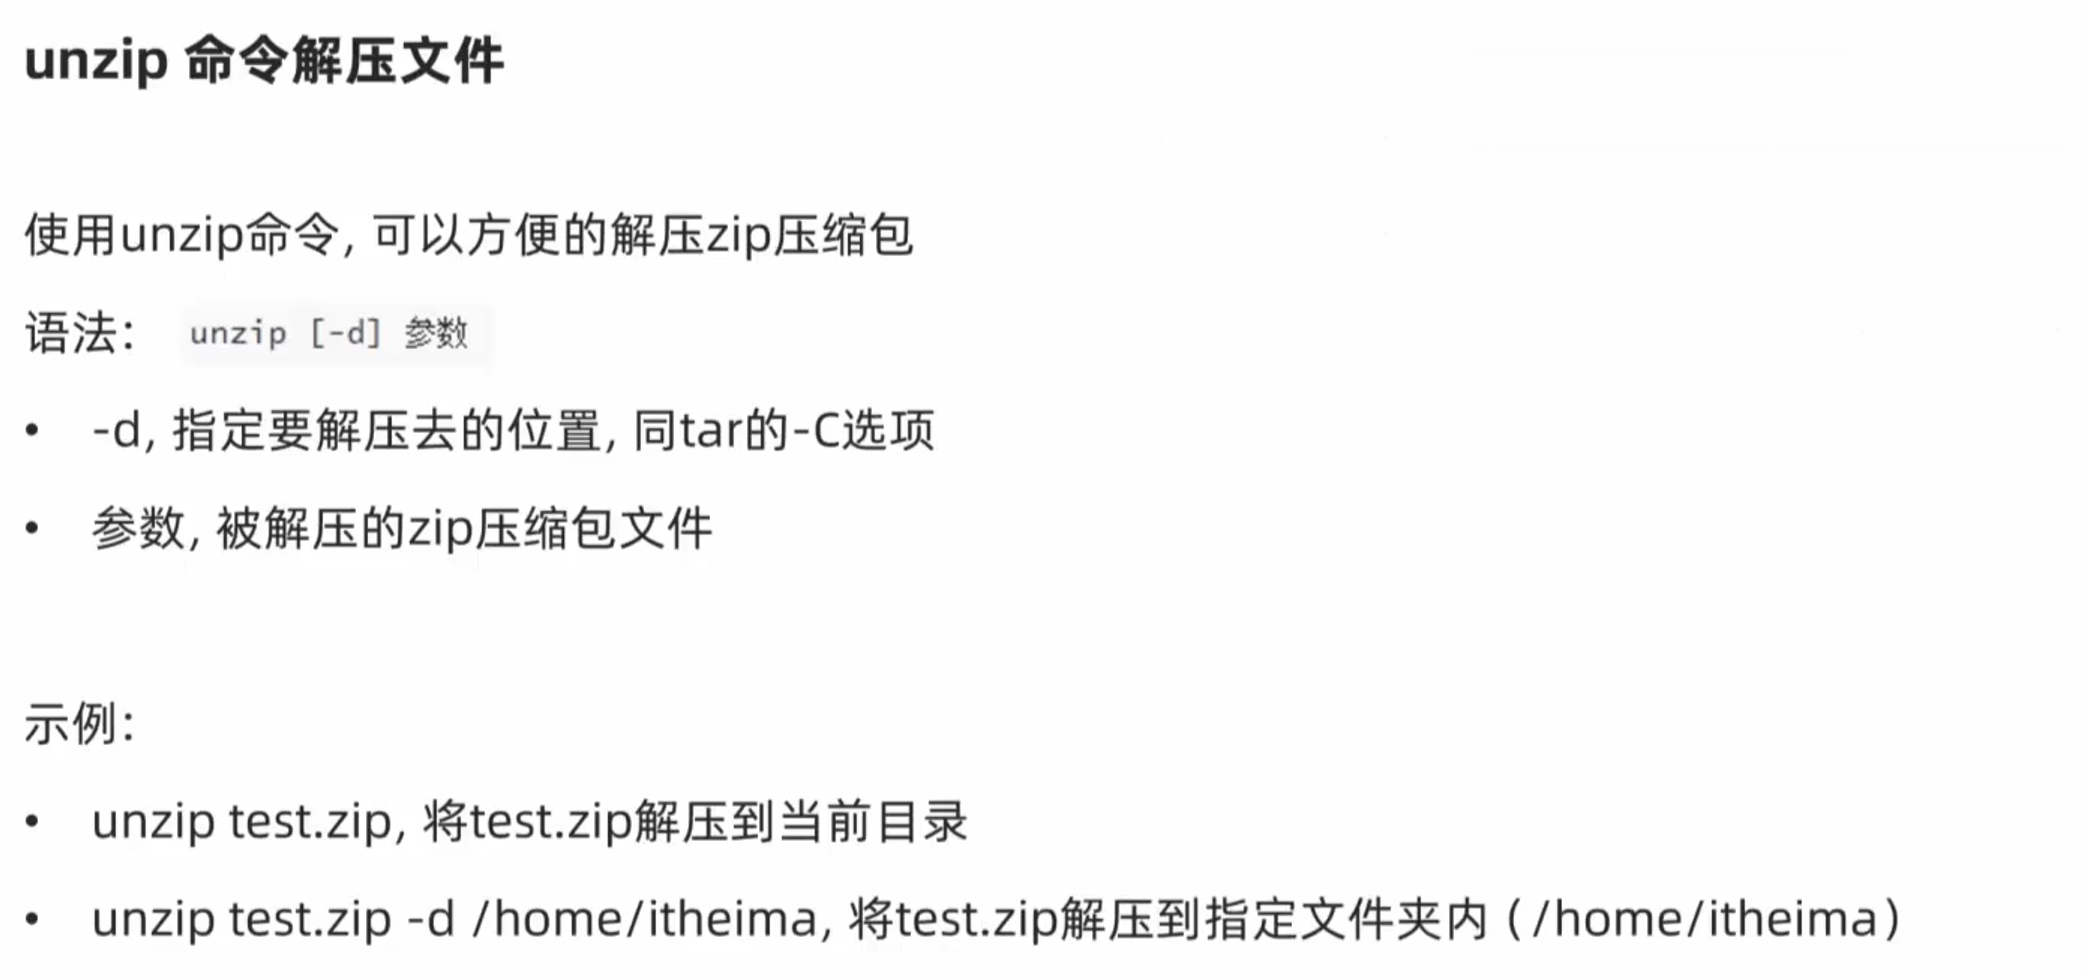 unzip 命令解压文件
使用unzip命令, 可以方便的解压zip压缩包
语法: unzip [-d] 参数
• -d, 指定要解压去的位置, 同tar的-C选项
• 参数, 被解压的zip压缩包文件
示例:
• unzip test.zip, 将test.zip解压到当前目录
• unzip test.zip -d /home/itheima, 将test.zip解压到指定文件夹内 (/home/itheima)